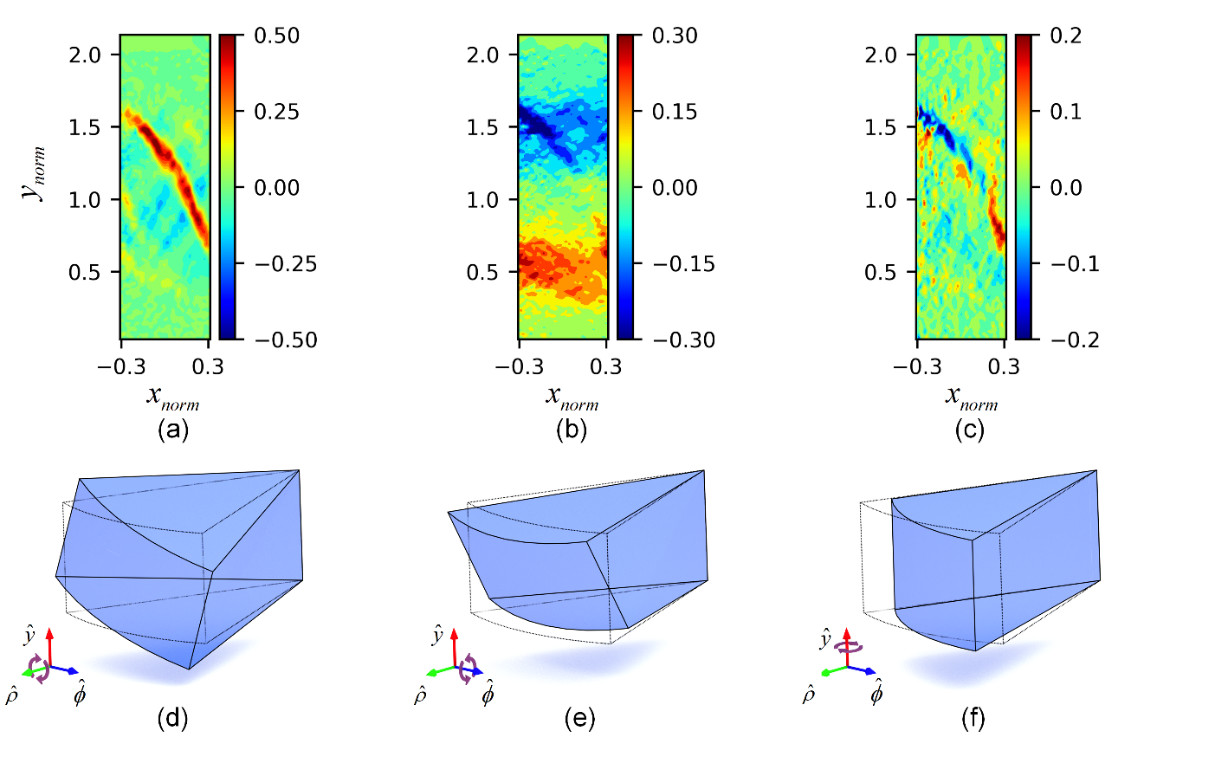 2.0
1.5
1.0
0.5
y_norm
−0.3 0.3
x_norm
0.50
0.25
0.00
−0.25
−0.50
(a)
2.0
1.5
1.0
0.5
−0.3 0.3
x_norm
0.30
0.15
0.00
−0.15
−0.30
(b)
2.0
1.5
1.0
0.5
−0.3 0.3
x_norm
0.2
0.1
0.0
−0.1
−0.2
(c)
ŷ
ρ̂ ϕ̂
(d)
ŷ
ρ̂ ϕ̂
(e)
ŷ
ρ̂ ϕ̂
(f)